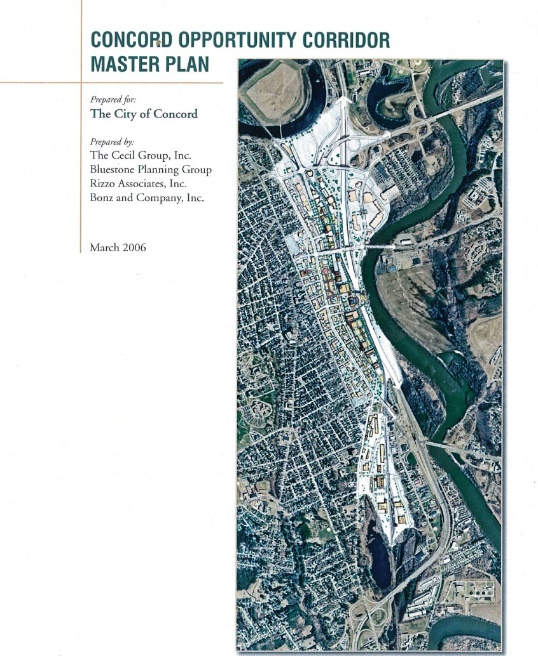 CONCORD OPPORTUNITY CORRIDOR
MASTER PLAN
Prepared for:
The City of Concord
Prepared by:
The Cecil Group, Inc.
Bluestone Planning Group
Rizzo Associates, Inc.
Bonz and Company, Inc.
March 2006